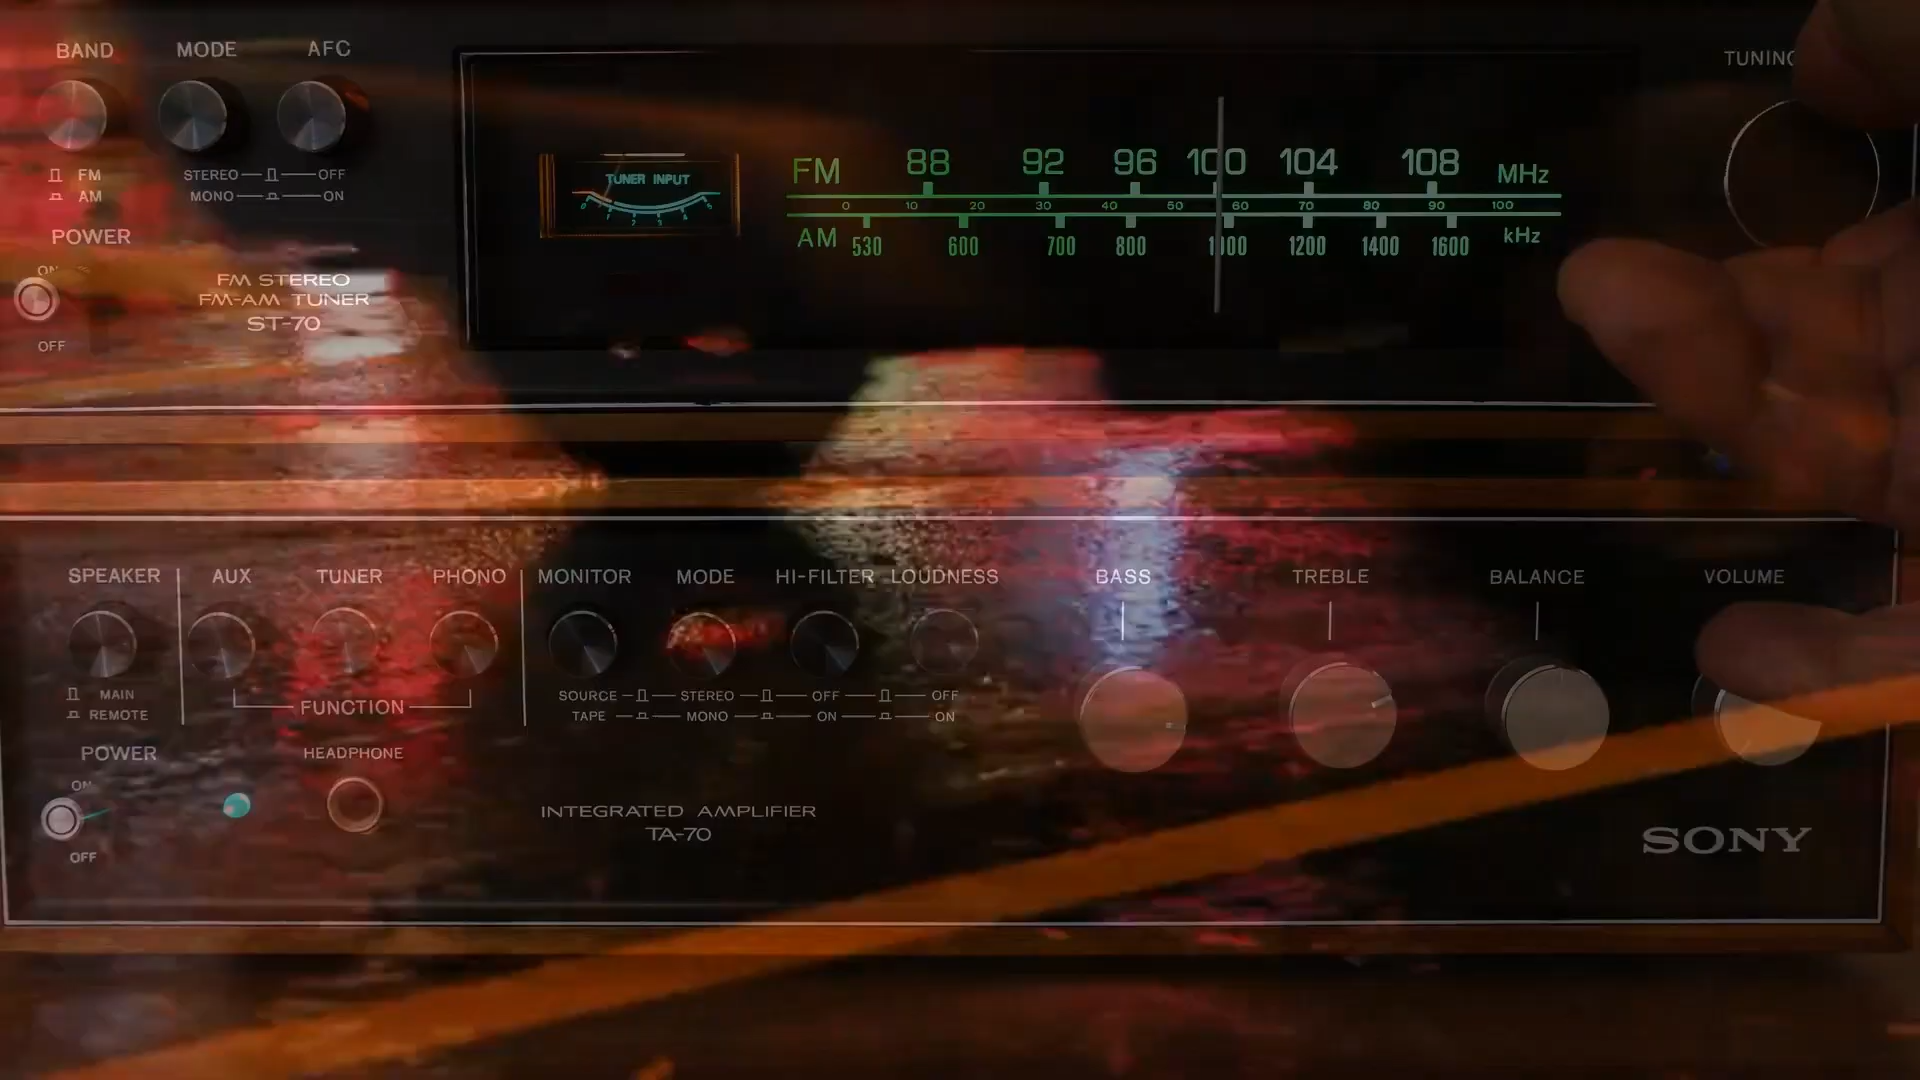 BAND MODE AFC
TUNING
FM
AM
STEREO OFF
MONO ON
POWER
ON
OFF
FM STEREO
FM-AM TUNER
ST-70
TUNER INPUT
FM 88 92 96 100 104 108 MHz
0 10 20 30 40 50 60 70 80 90 100
AM 530 600 700 800 1000 1200 1400 1600 kHz
SPEAKER AUX TUNER PHONO MONITOR MODE HI-FILTER LOUDNESS BASS TREBLE BALANCE VOLUME
MAIN
REMOTE
FUNCTION
SOURCE STEREO OFF OFF
TAPE MONO ON ON
POWER
ON
OFF
HEADPHONE
INTEGRATED AMPLIFIER
TA-70
SONY